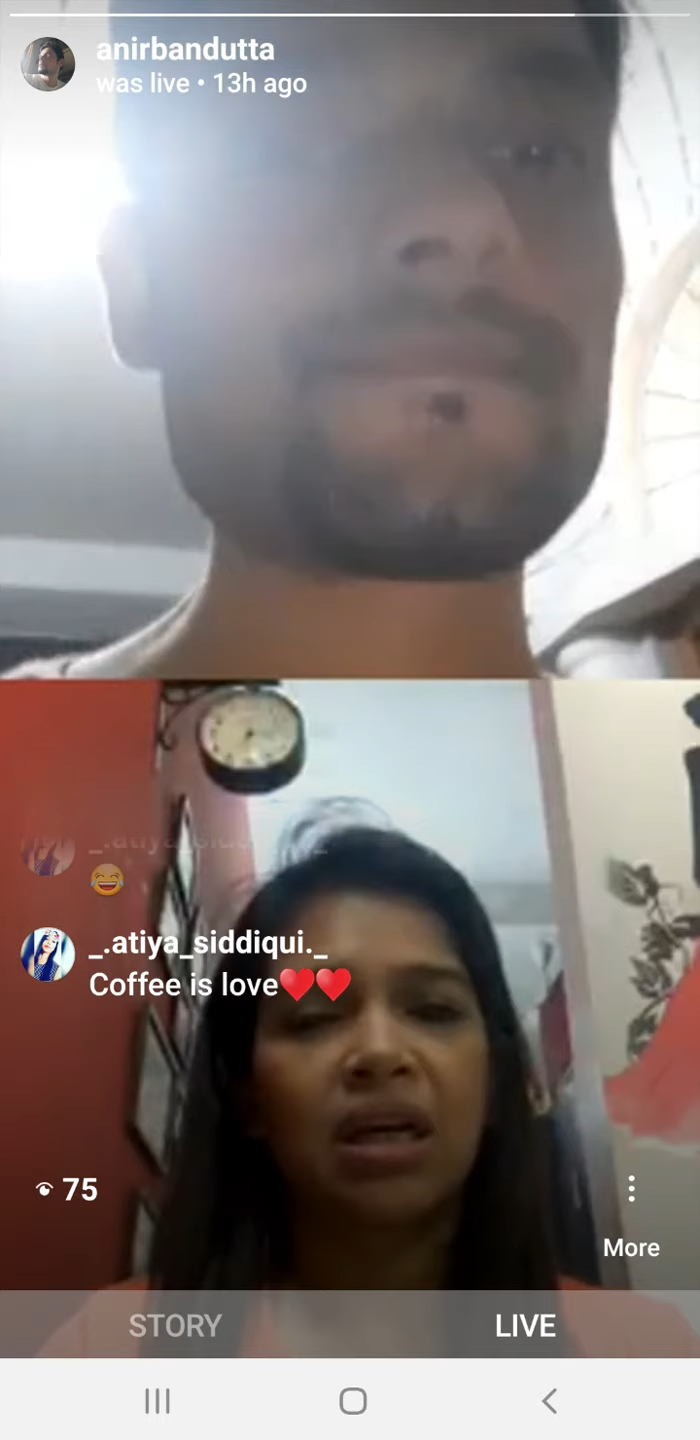 anirbandutta
was live • 13h ago
😂
_.atiya_siddiqui._
Coffee is love❤️❤️
75
More
STORY
LIVE